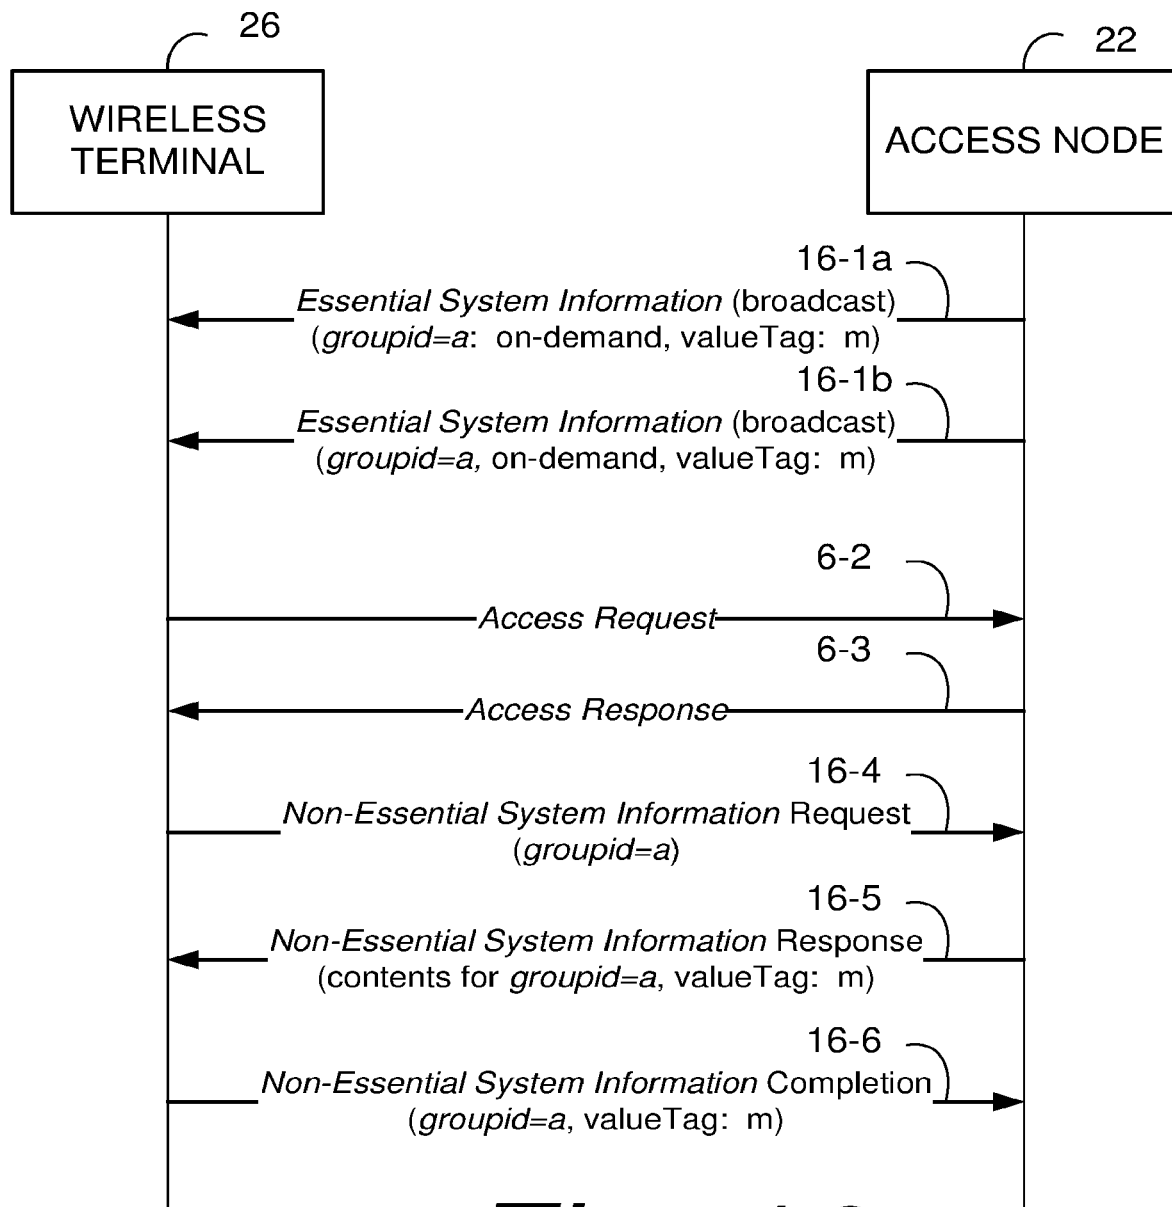 26
22
WIRELESS
TERMINAL
ACCESS NODE
16-1a
Essential System Information (broadcast)
(groupid=a: on-demand, valueTag: m)
16-1b
Essential System Information (broadcast)
(groupid=a, on-demand, valueTag: m)
6-2
Access Request
6-3
Access Response
16-4
Non-Essential System Information Request
(groupid=a)
16-5
Non-Essential System Information Response
(contents for groupid=a, valueTag: m)
16-6
Non-Essential System Information Completion
(groupid=a, valueTag: m)